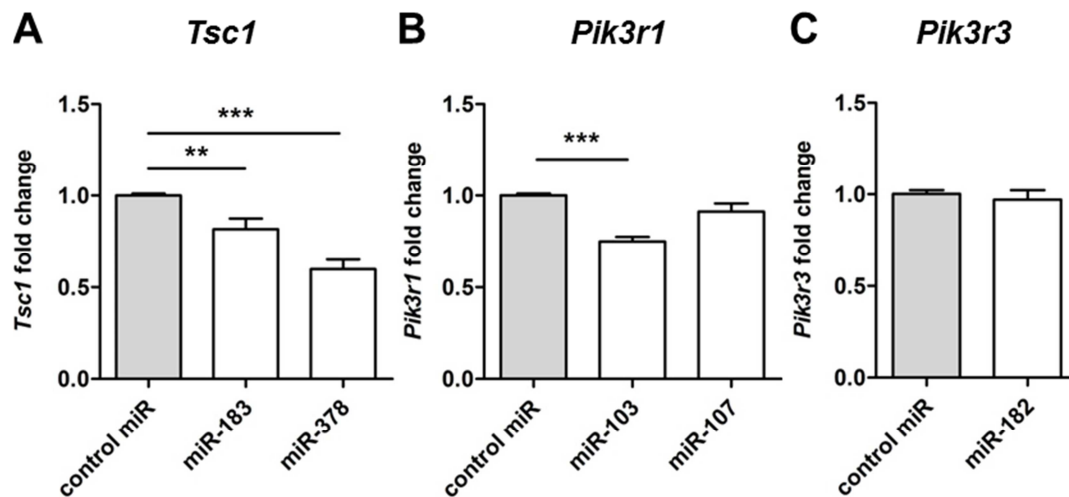 A Tsc1
Tsc1 fold change
1.5
1.0
0.5
0.0
***
**
control miR
miR-183
miR-378
B Pik3r1
Pik3r1 fold change
1.5
1.0
0.5
0.0
***
control miR
miR-103
miR-107
C Pik3r3
Pik3r3 fold change
1.5
1.0
0.5
0.0
control miR
miR-182